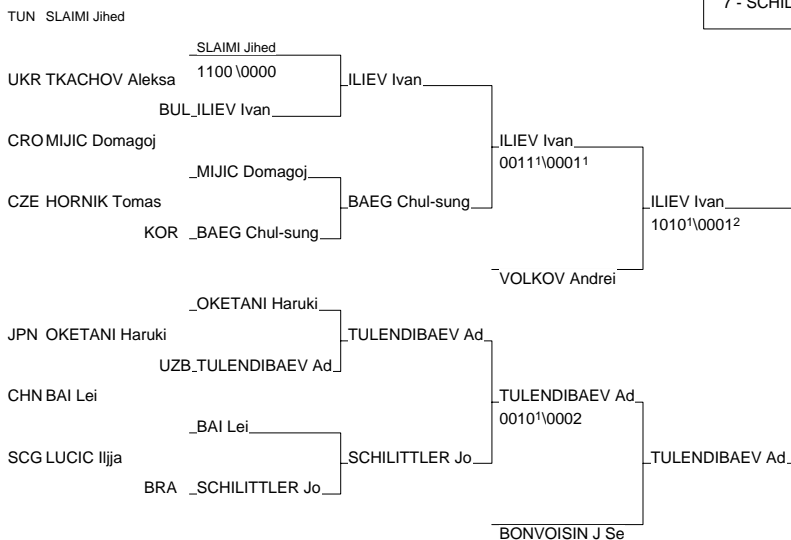 7 - SCHIL
TUN SLAIMI Jihed
SLAIMI Jihed
UKR TKACHOV Aleksa 1100 \0000 ILIEV Ivan
BUL ILIEV Ivan
CRO MIJIC Domagoj ILIEV Ivan
0011¹\0001¹
MIJIC Domagoj
CZE HORNIK Tomas BAEG Chul-sung ILIEV Ivan
1010¹\0001²
KOR BAEG Chul-sung
VOLKOV Andrei
OKETANI Haruki
JPN OKETANI Haruki TULENDIBAEV Ad
UZB TULENDIBAEV Ad
CHN BAI Lei TULENDIBAEV Ad
0010¹\0002
BAI Lei
SCG LUCIC Iljja SCHILITTLER Jo TULENDIBAEV Ad
BRA SCHILITTLER Jo
BONVOISIN J Se